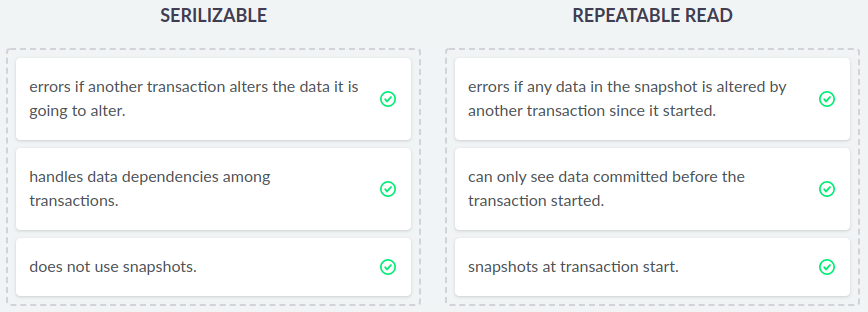 SERILIZABLE
errors if another transaction alters the data it is
going to alter.
handles data dependencies among
transactions.
does not use snapshots.
REPEATABLE READ
errors if any data in the snapshot is altered by
another transaction since it started.
can only see data committed before the
transaction started.
snapshots at transaction start.